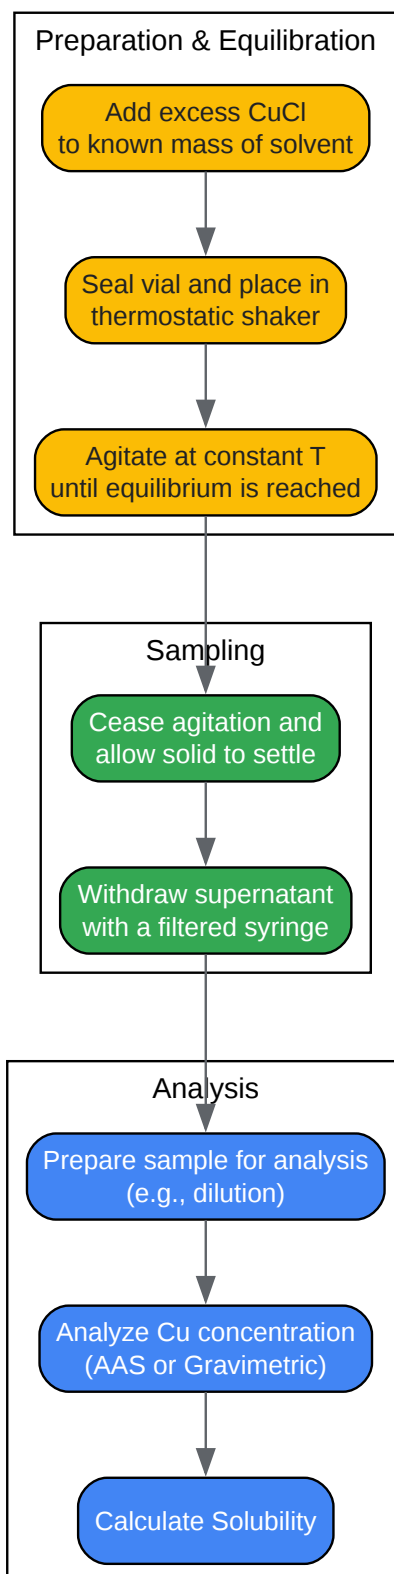 Preparation & Equilibration
Add excess CuCl
to known mass of solvent
Seal vial and place in
thermostatic shaker
Agitate at constant T
until equilibrium is reached
Sampling
Cease agitation and
allow solid to settle
Withdraw supernatant
with a filtered syringe
Analysis
Prepare sample for analysis
(e.g., dilution)
Analyze Cu concentration
(AAS or Gravimetric)
Calculate Solubility